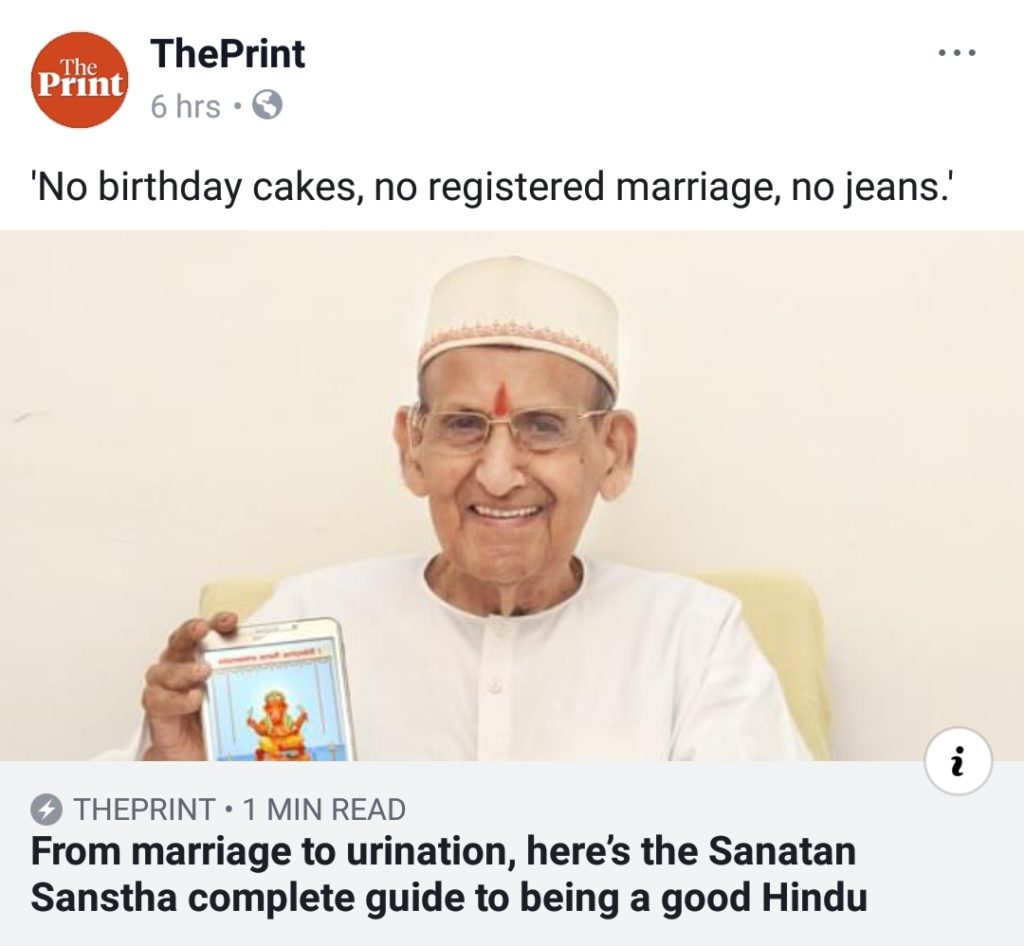 The
Print
ThePrint
6 hrs •
'No birthday cakes, no registered marriage, no jeans.'
i
THEPRINT • 1 MIN READ
From marriage to urination, here's the Sanatan
Sanstha complete guide to being a good Hindu